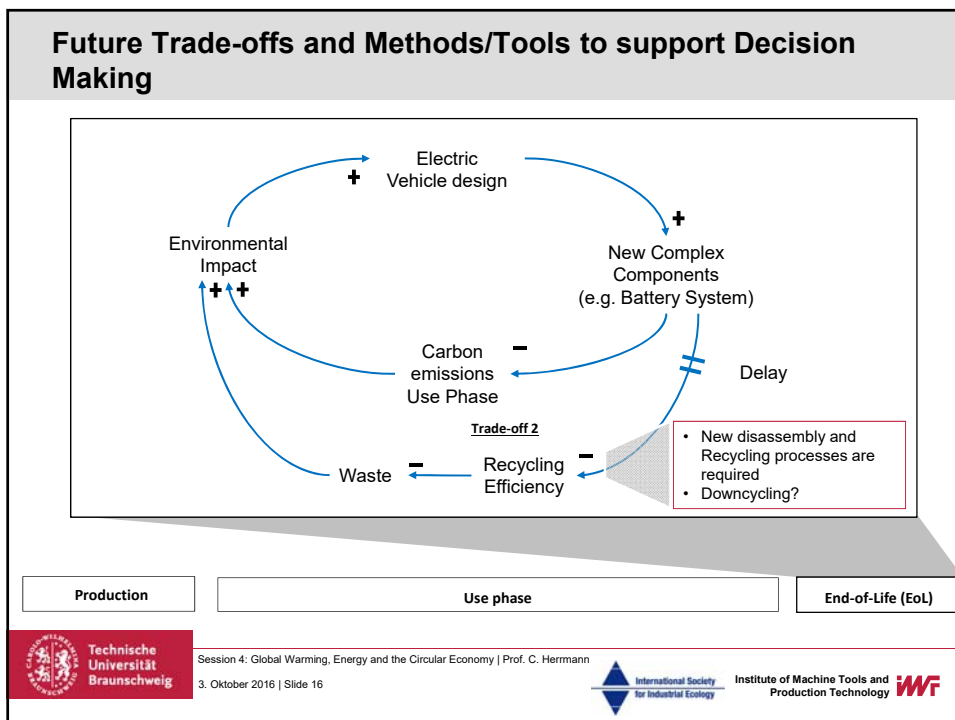 Future Trade-offs and Methods/Tools to support Decision
Making
Electric
Vehicle design
+
+
Environmental
Impact
+ +
New Complex
Components
(e.g. Battery System)
Carbon
emissions
Use Phase
−
Delay
Trade-off 2
Waste
−
Recycling
Efficiency
−
• New disassembly and
Recycling processes are
required
• Downcycling?
Production
Use phase
End-of-Life (EoL)
Technische
Universität
Braunschweig
Session 4: Global Warming, Energy and the Circular Economy | Prof. C. Herrmann
3. Oktober 2016 | Slide 16
International Society
for Industrial Ecology
Institute of Machine Tools and
Production Technology
iWF